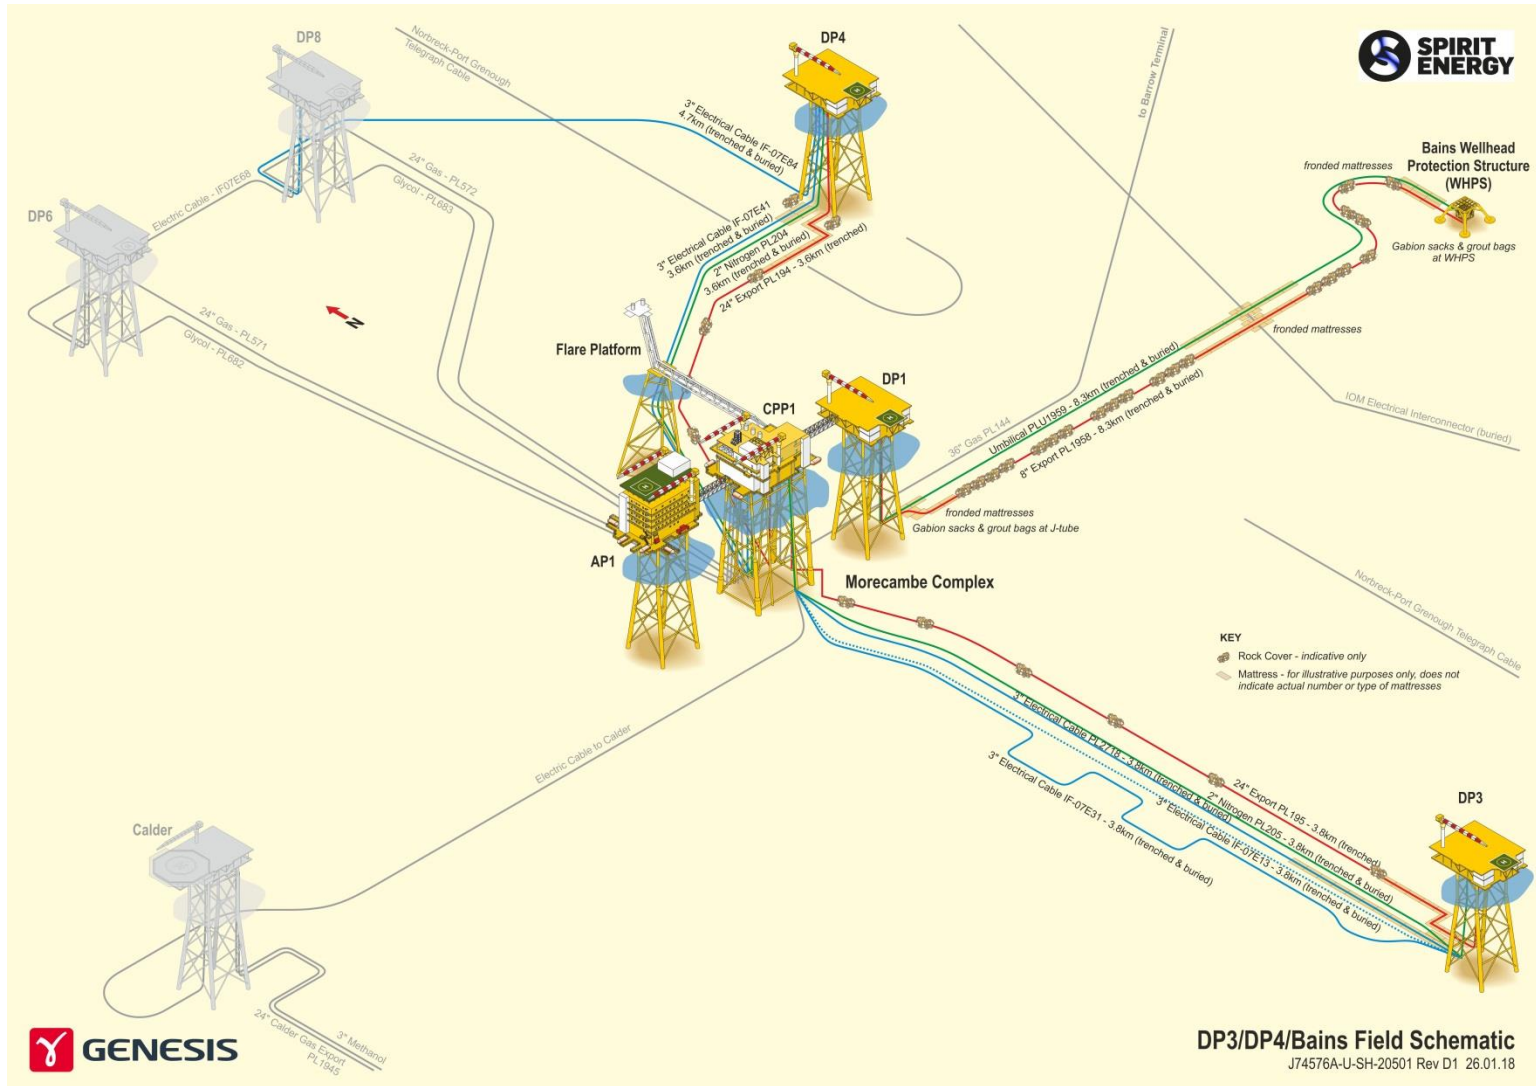 DP8
Norbreck-Port Grenough
Telegraph Cable
DP4
to Barrow Terminal
SPIRIT
ENERGY
3" Electrical Cable IF-07E84
4.7km (trenched & buried)
Bains Wellhead
Protection Structure
(WHPS)
fronded mattresses
24" Gas - PL572
Glycol - PL683
Electric Cable - IF07E68
DP6
3" Electrical Cable IF-07E41
3.6km (trenched & buried)
2" Nitrogen PL204
3.6km (trenched & buried)
24" Export PL194 - 3.6km (trenched)
Gabion sacks & grout bags
at WHPS
N
24" Gas - PL571
Glycol - PL682
fronded mattresses
Flare Platform
DP1
CPP1
36" Gas PL144
Umbilical PLU1959 - 8.3km (trenched & buried)
8" Export PL1958 - 8.3km (trenched & buried)
IOM Electrical Interconnector (buried)
fronded mattresses
Gabion sacks & grout bags at J-tube
AP1
Morecambe Complex
Norbreck-Port Grenough Telegraph Cable
KEY
Rock Cover - indicative only
Mattress - for illustrative purposes only, does not
indicate actual number or type of mattresses
Electric Cable to Calder
3" Electrical Cable PL2718 - 3.8km (trenched & buried)
3" Electrical Cable IF-07E31 - 3.8km (trenched & buried)
24" Export PL195 - 3.8km (trenched)
2" Nitrogen PL205 - 3.8km (trenched & buried)
3" Electrical Cable IF-07E13 - 3.8km (trenched & buried)
DP3
Calder
24" Calder Gas Export
PL1945
3" Methanol
GENESIS
DP3/DP4/Bains Field Schematic
J74576A-U-SH-20501 Rev D1 26.01.18